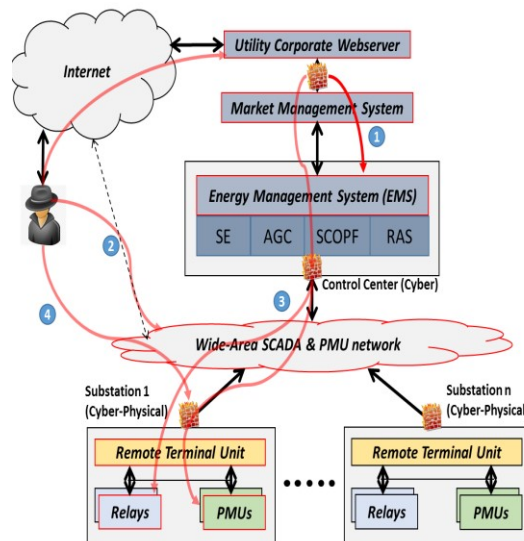 Utility Corporate Webserver
Internet
Market Management System
1
Energy Management System (EMS)
SE AGC SCOPF RAS
2
3
Control Center (Cyber)
4
Wide-Area SCADA & PMU network
Substation 1
(Cyber-Physical)
Substation n
(Cyber-Physical)
Remote Terminal Unit
Relays PMUs
Remote Terminal Unit
Relays PMUs